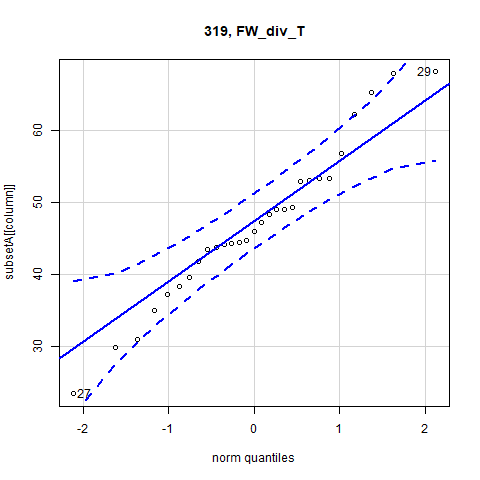 319, FW_div_T
subsetA[[column]]
60
50
40
30
29
27
-2 -1 0 1 2
norm quantiles